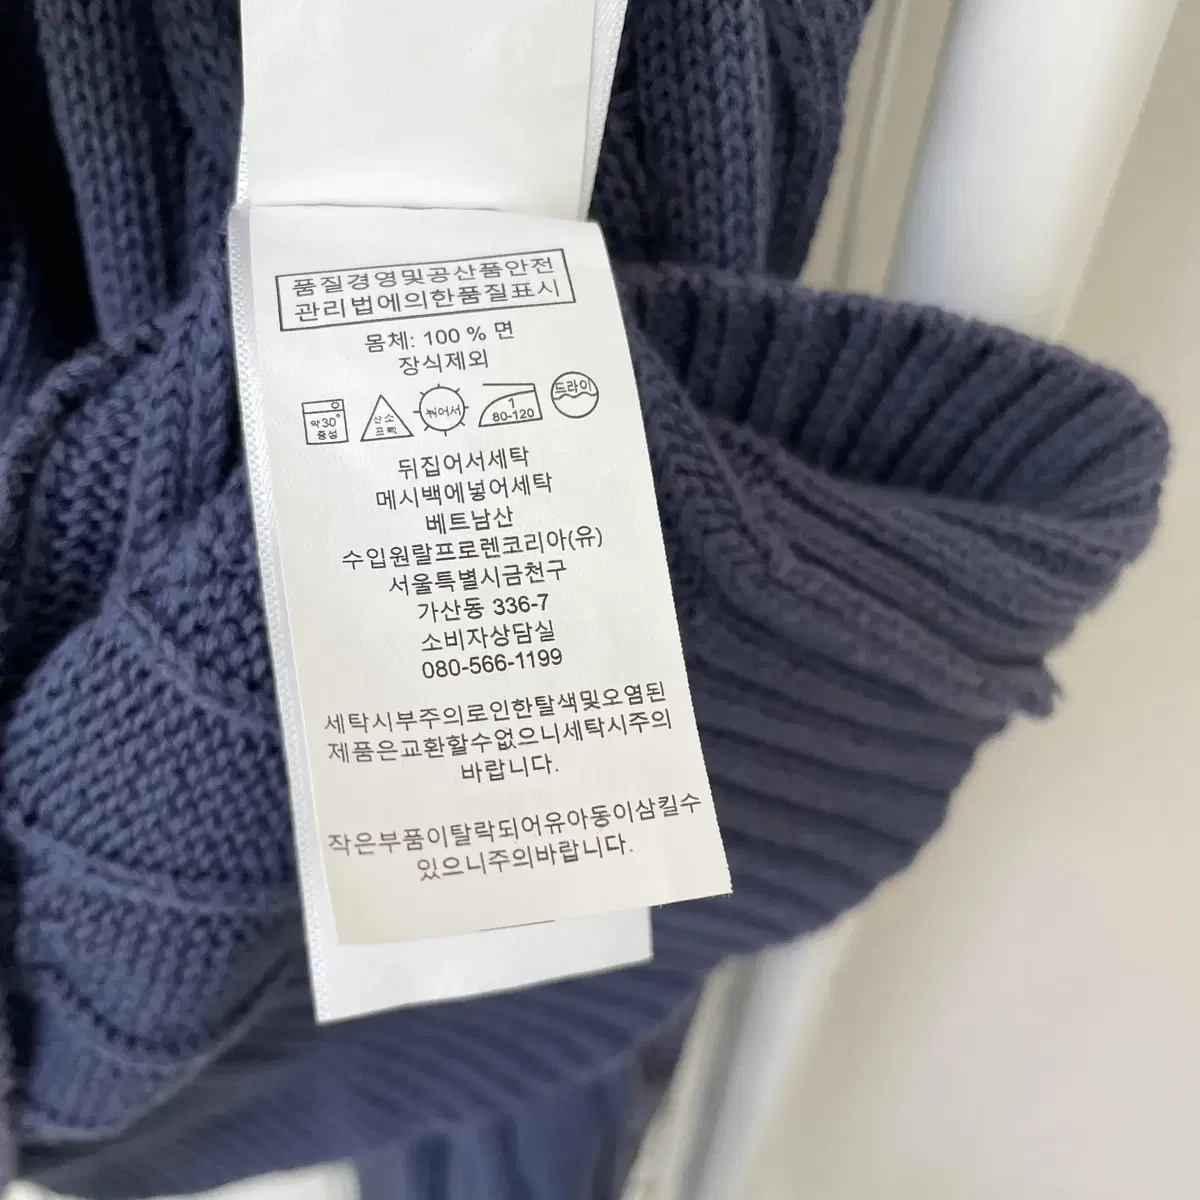 품질경영및공산품안전
관리법에의한품질표시
몸체: 100 % 면
장식제외
약30°
중성
산소
표백
뉘어서
1
80-120
드라이
뒤집어서세탁
메시백에넣어세탁
베트남산
수입원랄프로렌코리아(유)
서울특별시금천구
가산동 336-7
소비자상담실
080-566-1199
세탁시부주의로인한탈색및오염된
제품은교환할수없으니세탁시주의
바랍니다.
작은부품이탈락되어유아동이삼킬수
있으니주의바랍니다.